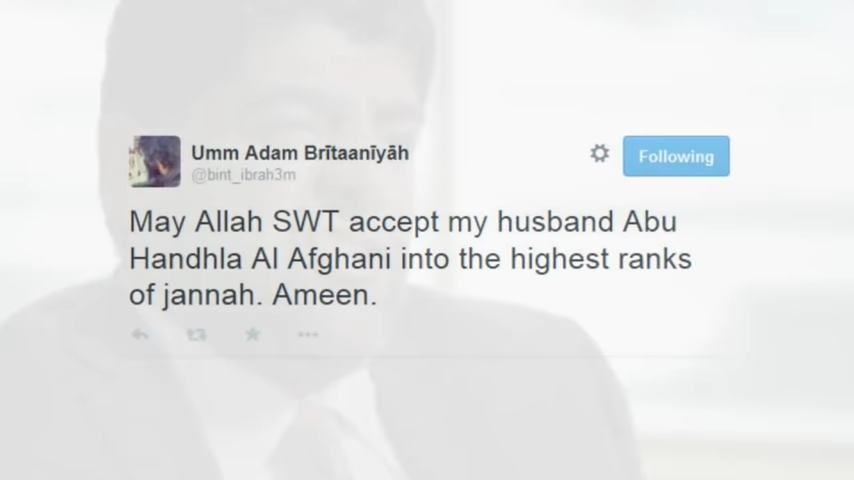 Umm Adam Brītaanīyāh
@bint_ibrah3m
Following
May Allah SWT accept my husband Abu
Handhla Al Afghani into the highest ranks
of jannah. Ameen.